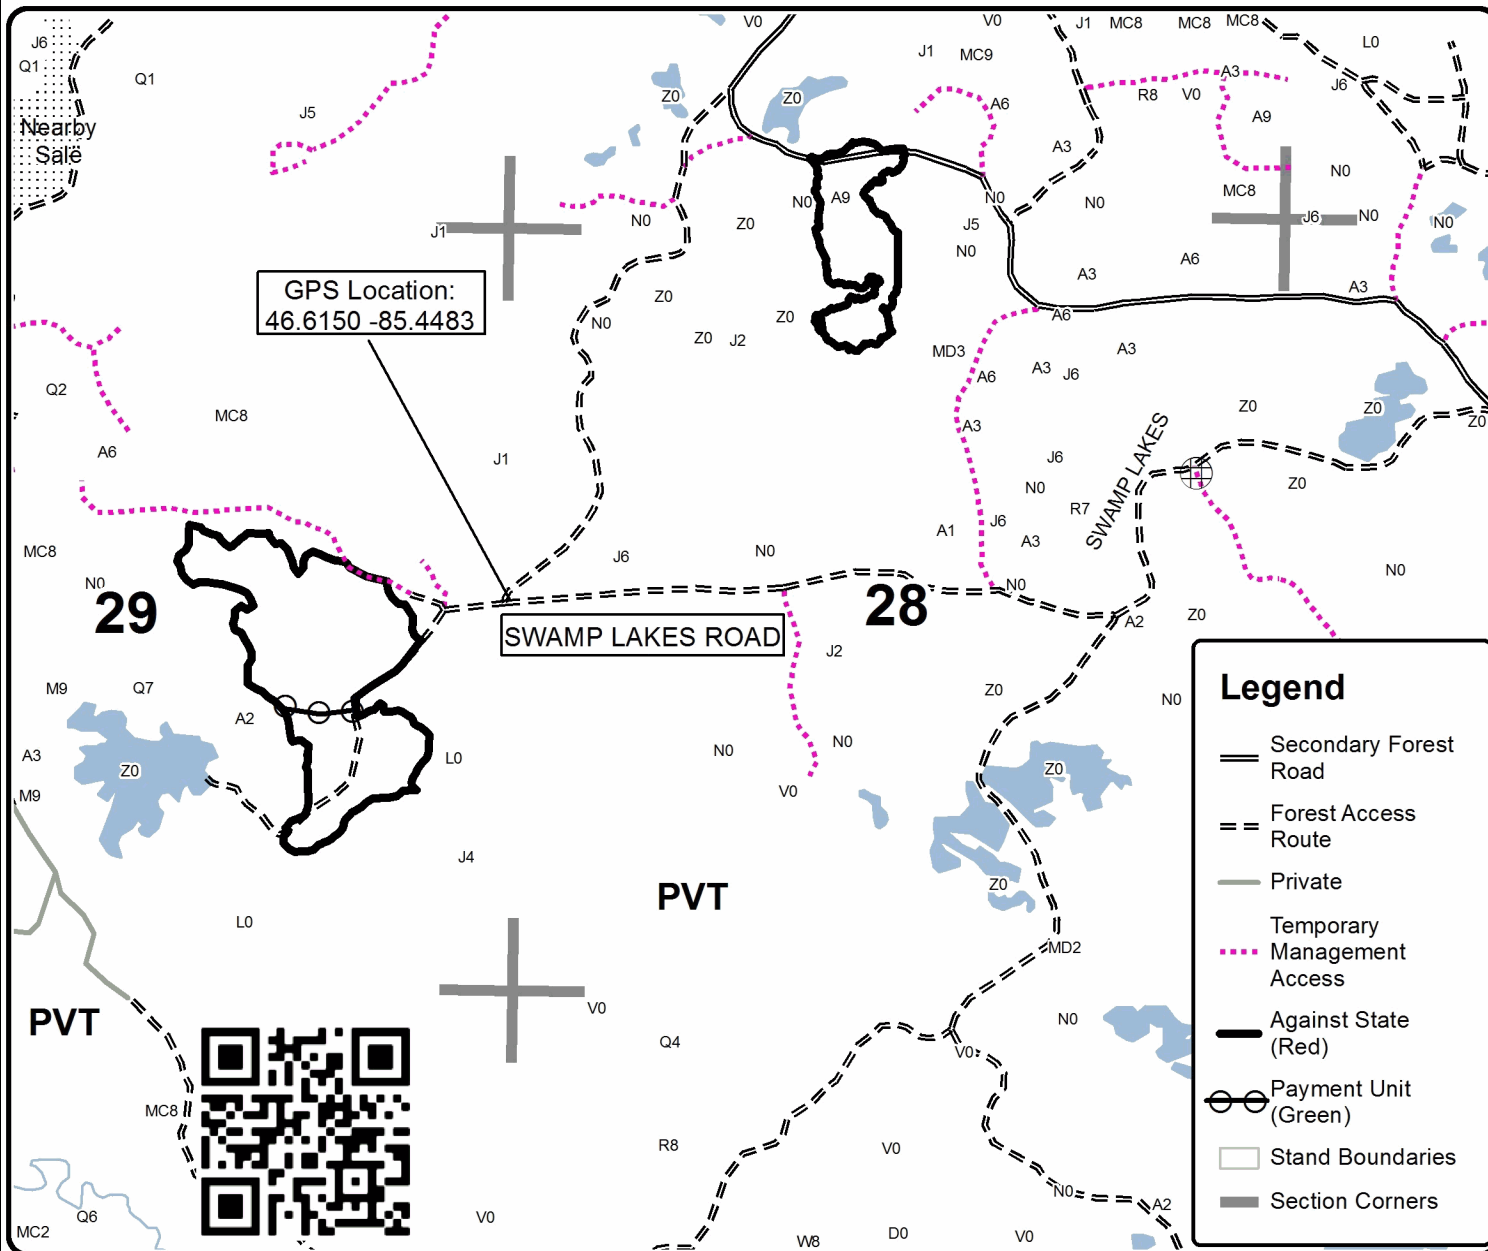 V0
V0
J1
MC8
MC8
MC8
J6
L0
Q1
Q1
J1
MC9
A3
J6
Z0
Z0
R8
V0
A6
J5
A9
Nearby
Sale
A3
N0
MC8
N0
A9
N0
N0
N0
Z0
J5
J6
N0
N0
J1
N0
A6
A3
A3
GPS Location:
46.6150 -85.4483
Z0
Z0
A6
N0
Z0
J2
MD3
A3
A3
J6
A6
Q2
MC8
Z0
Z0
Z0
A3
A6
J1
J6
SWAMP LAKES
Z0
N0
R7
A1
J6
A3
MC8
J6
N0
N0
N0
N0
29
28
Z0
A2
SWAMP LAKES ROAD
J2
M9
Q7
Z0
N0
A2
A3
L0
N0
N0
Z0
Z0
M9
V0
J4
Z0
PVT
L0
MD2
PVT
V0
N0
Q4
V0
MC8
R8
V0
N0
A2
Q6
V0
MC2
W8
D0
V0
Legend
Secondary Forest
Road
Forest Access
Route
Private
Temporary
Management
Access
Against State
(Red)
Payment Unit
(Green)
Stand Boundaries
Section Corners